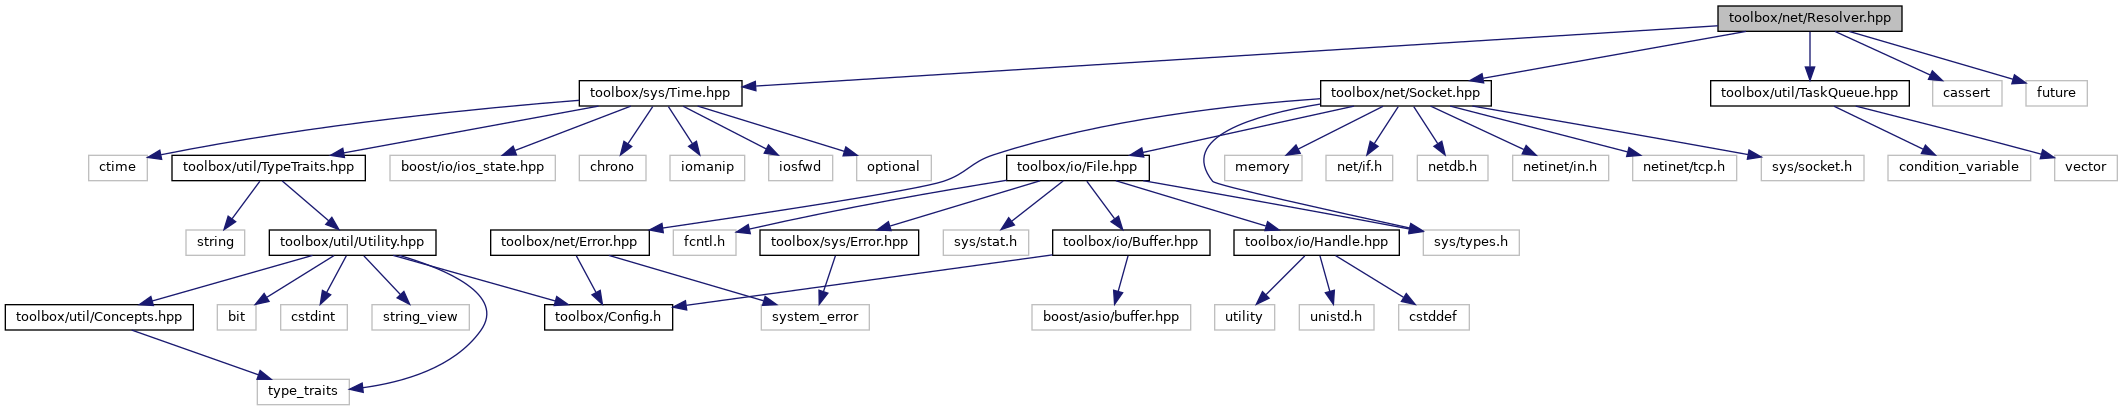 toolbox/net/Resolver.hpp
toolbox/sys/Time.hpp
toolbox/net/Socket.hpp
toolbox/util/TaskQueue.hpp
cassert
future
ctime
toolbox/util/TypeTraits.hpp
boost/io/ios_state.hpp
chrono
iomanip
iosfwd
optional
toolbox/io/File.hpp
memory
net/if.h
netdb.h
netinet/in.h
netinet/tcp.h
sys/socket.h
condition_variable
vector
string
toolbox/util/Utility.hpp
toolbox/net/Error.hpp
fcntl.h
toolbox/sys/Error.hpp
sys/stat.h
toolbox/io/Buffer.hpp
toolbox/io/Handle.hpp
sys/types.h
toolbox/util/Concepts.hpp
bit
cstdint
string_view
toolbox/Config.h
system_error
boost/asio/buffer.hpp
utility
unistd.h
cstddef
type_traits